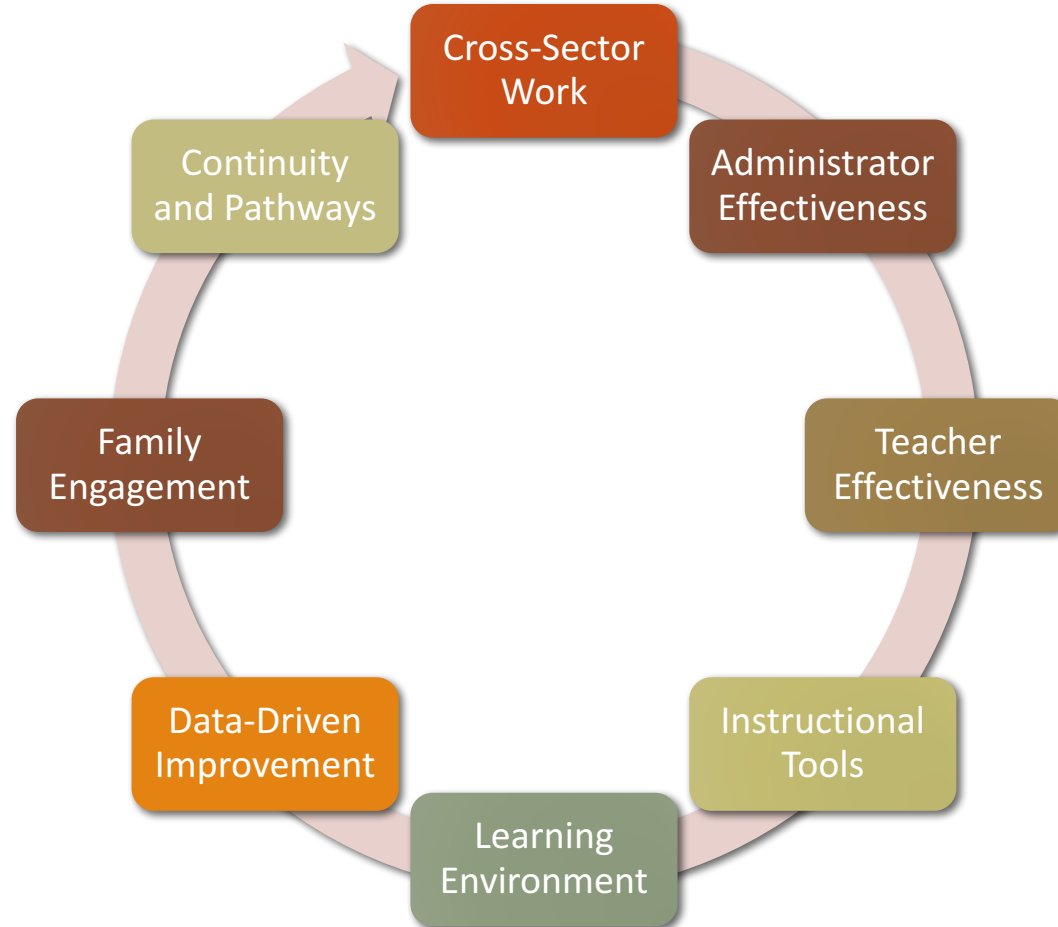 Cross-Sector
Work
Administrator
Effectiveness
Teacher
Effectiveness
Instructional
Tools
Learning
Environment
Data-Driven
Improvement
Family
Engagement
Continuity
and Pathways